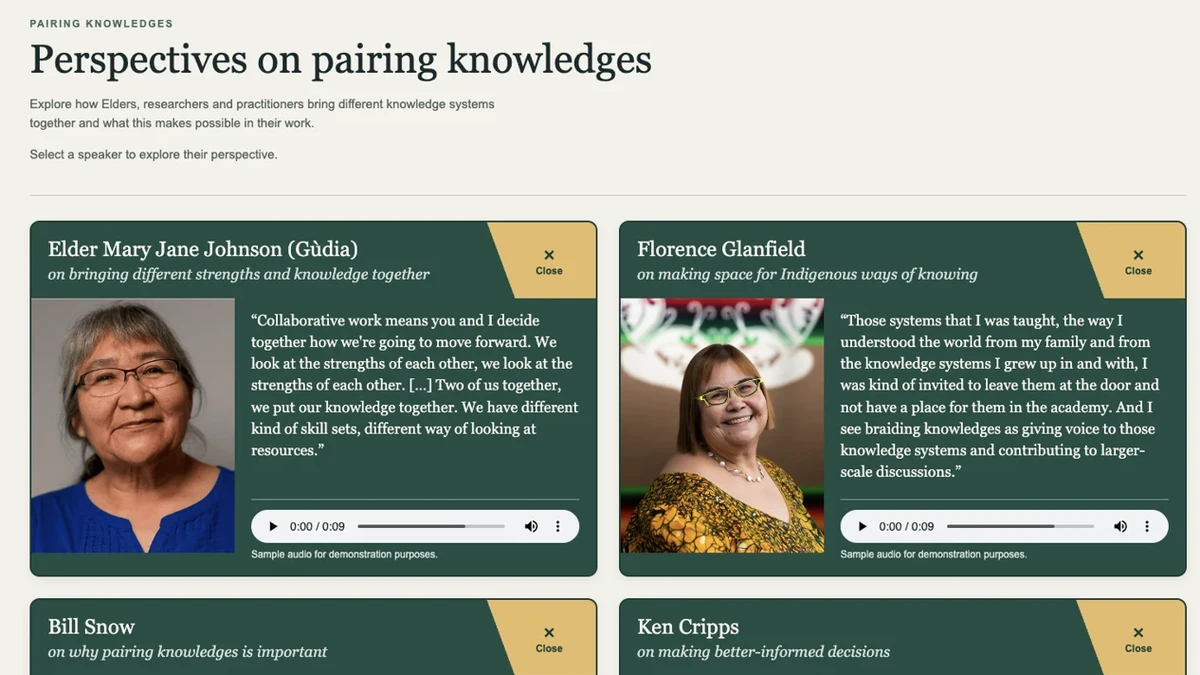 PAIRING KNOWLEDGES
Perspectives on pairing knowledges
Explore how Elders, researchers and practitioners bring different knowledge systems
together and what this makes possible in their work.
Select a speaker to explore their perspective.
Elder Mary Jane Johnson (Gùdia)
on bringing different strengths and knowledge together
× Close
“Collaborative work means you and I decide
together how we're going to move forward. We
look at the strengths of each other, we look at the
strengths of each other. [...] Two of us together,
we put our knowledge together. We have different
kind of skill sets, different way of looking at
resources.”
0:00 / 0:09
Sample audio for demonstration purposes.
Florence Glanfield
on making space for Indigenous ways of knowing
× Close
“Those systems that I was taught, the way I
understood the world from my family and from
the knowledge systems I grew up in and with, I
was kind of invited to leave them at the door and
not have a place for them in the academy. And I
see braiding knowledges as giving voice to those
knowledge systems and contributing to larger-
scale discussions.”
0:00 / 0:09
Sample audio for demonstration purposes.
Bill Snow
on why pairing knowledges is important
× Close
Ken Cripps
on making better-informed decisions
× Close